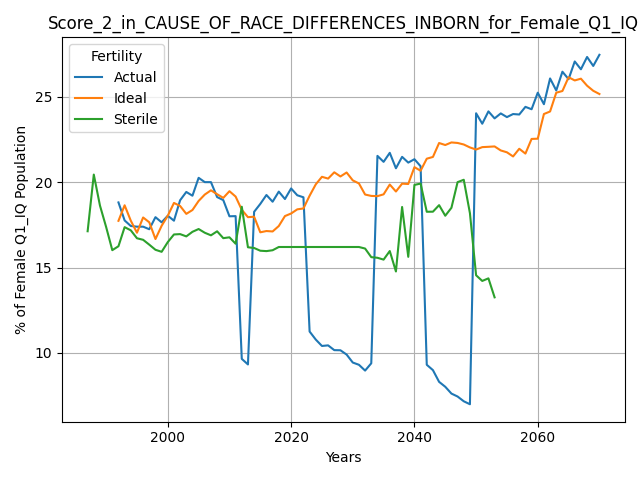 Score_2_in_CAUSE_OF_RACE_DIFFERENCES_INBORN_for_Female_Q1_IQ
Fertility
Actual
Ideal
Sterile
% of Female Q1_IQ Population
25
20
15
10
2000
2020
2040
2060
Years